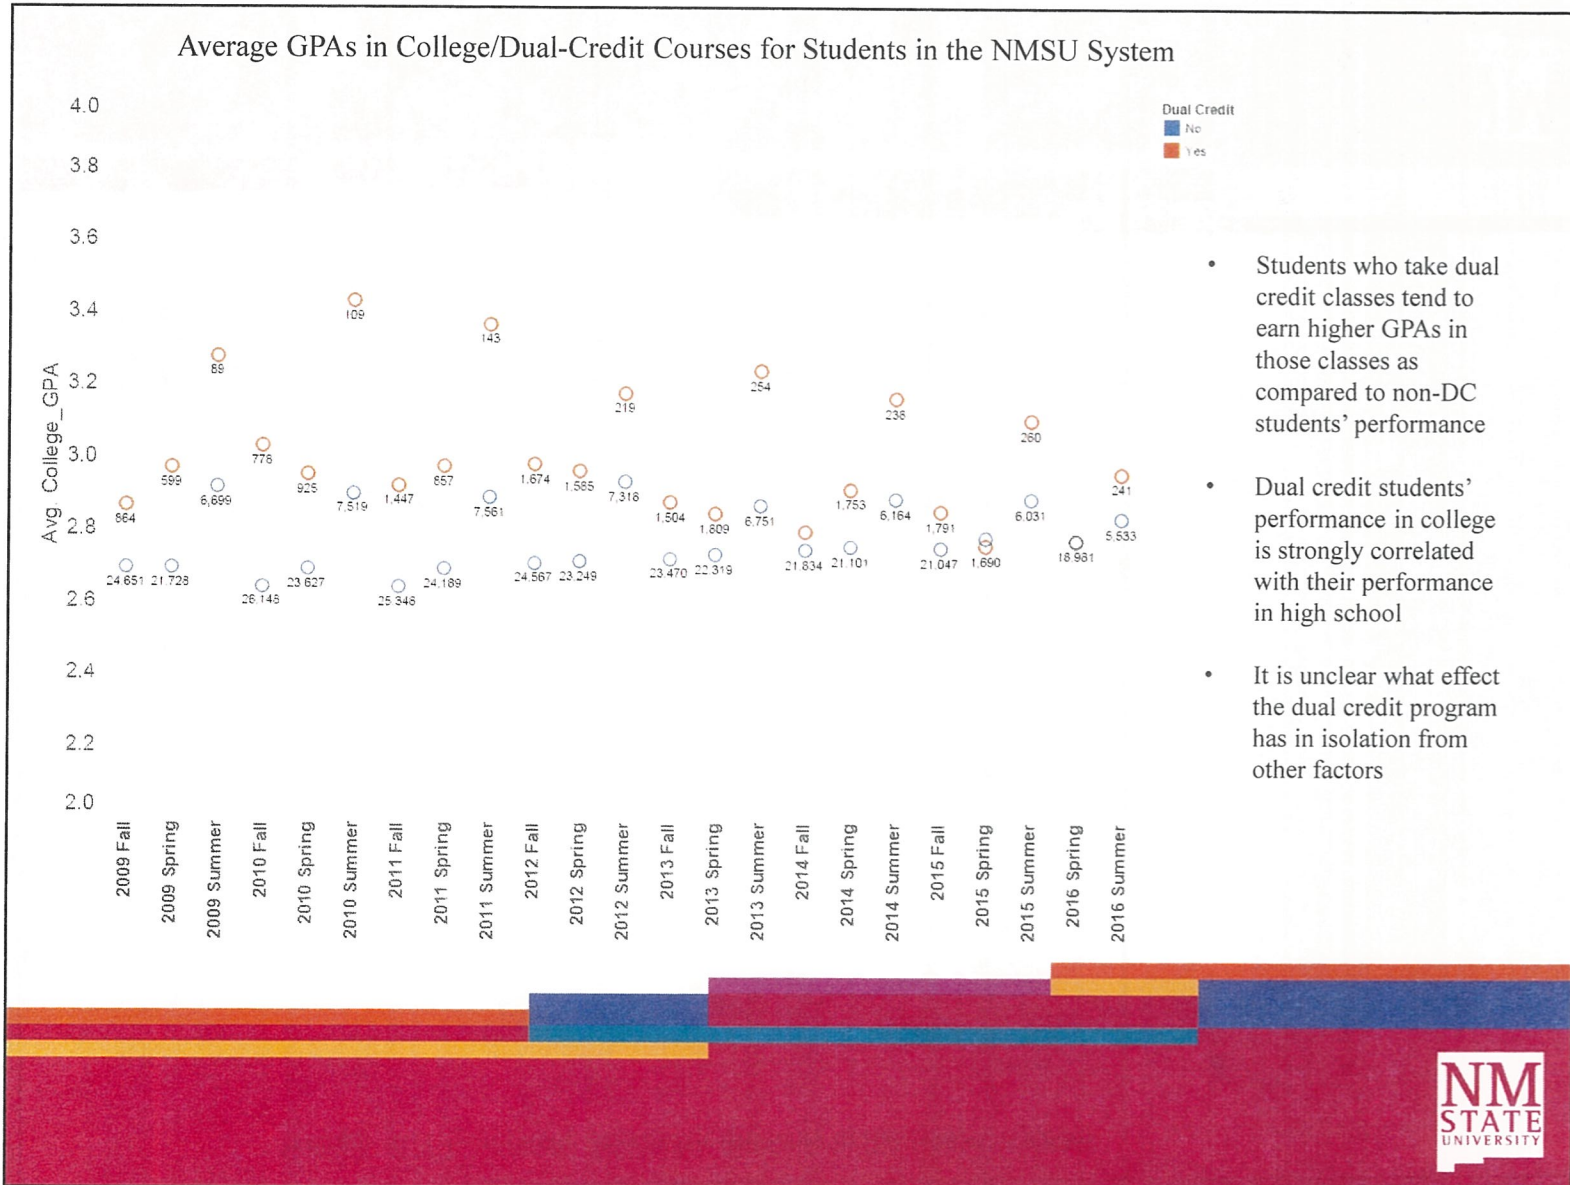 Average GPAs in College/Dual-Credit Courses for Students in the NMSU System
Dual Credit
No
Yes
Avg. College_GPA
4.0
3.8
3.6
3.4
3.2
3.0
2.8
2.6
2.4
2.2
2.0
864
24,651
599
21,728
89
6,699
778
26,148
925
23,627
109
7,519
1,447
25,346
857
24,189
143
7,561
1,674
24,567
1,585
23,249
219
7,318
1,504
23,470
1,809
22,319
254
6,751
21,834
1,753
21,101
238
6,164
1,791
21,047
1,690
260
6,031
18,981
241
5,533
2009 Fall
2009 Spring
2009 Summer
2010 Fall
2010 Spring
2010 Summer
2011 Fall
2011 Spring
2011 Summer
2012 Fall
2012 Spring
2012 Summer
2013 Fall
2013 Spring
2013 Summer
2014 Fall
2014 Spring
2014 Summer
2015 Fall
2015 Spring
2015 Summer
2016 Spring
2016 Summer
• Students who take dual
credit classes tend to
earn higher GPAs in
those classes as
compared to non-DC
students' performance
• Dual credit students'
performance in college
is strongly correlated
with their performance
in high school
• It is unclear what effect
the dual credit program
has in isolation from
other factors
NM
STATE
UNIVERSITY